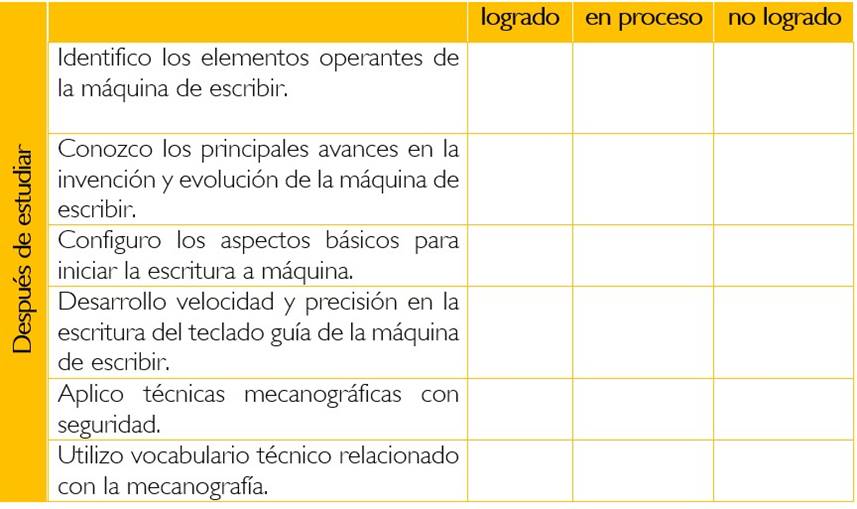 logrado en proceso no logrado
Después de estudiar
Identifico los elementos operantes de
la máquina de escribir.
Conozco los principales avances en la
invención y evolución de la máquina de
escribir.
Configuro los aspectos básicos para
iniciar la escritura a máquina.
Desarrollo velocidad y precisión en la
escritura del teclado guía de la máquina
de escribir.
Aplico técnicas mecanográficas con
seguridad.
Utilizo vocabulario técnico relacionado
con la mecanografía.